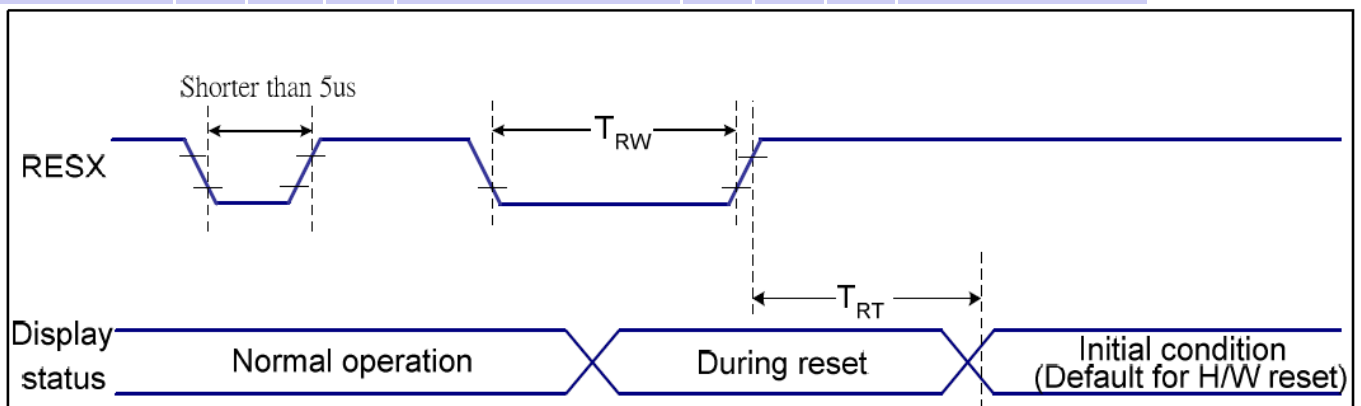 Shorter than 5us
RESX
TRW
TRT
Display
status
Normal operation
During reset
Initial condition
(Default for H/W reset)